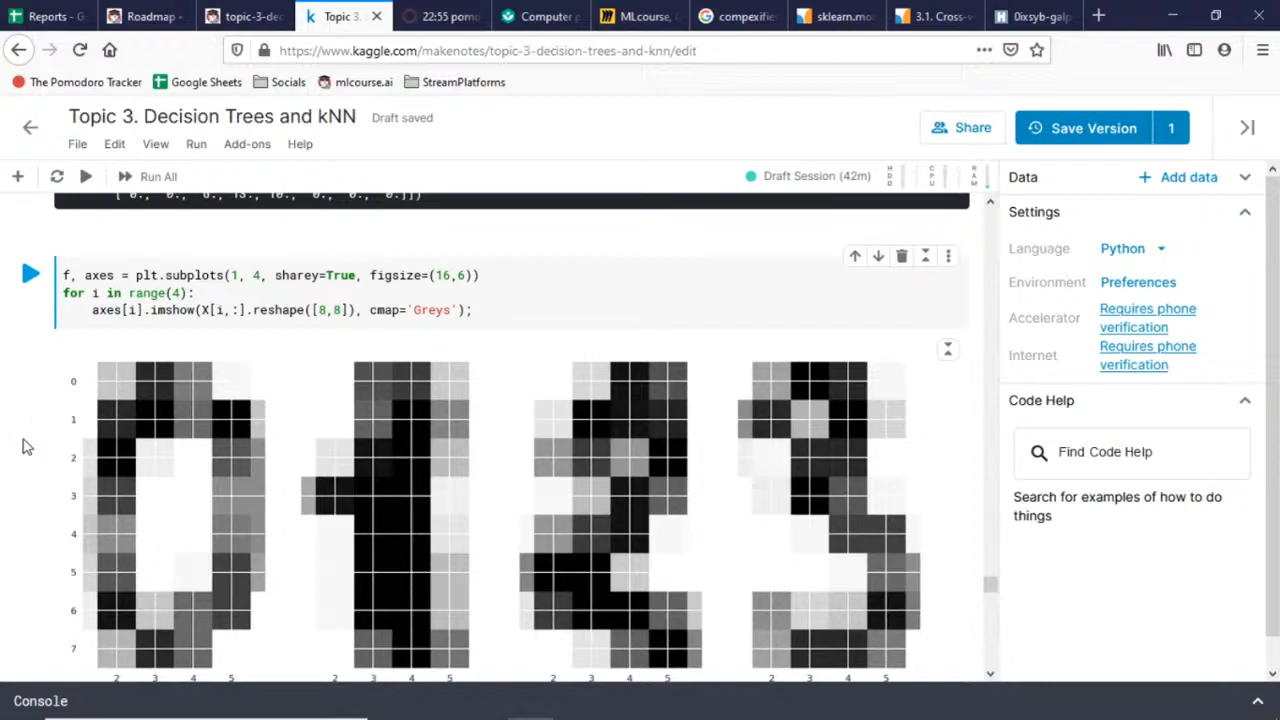 Reports -
Roadmap -
topic-3-dec
Topic 3.
22:55 pomo
Computer p
MLcourse,
compexifie
sklearn.mo
3.1. Cross-v
0ixsyb-galp
https://www.kaggle.com/makenotes/topic-3-decision-trees-and-knn/edit
The Pomodoro Tracker
Google Sheets
Socials
mlcourse.ai
StreamPlatforms
Topic 3. Decision Trees and kNN
Draft saved
Share
Save Version
1
File Edit View Run Add-ons Help
Run All
Draft Session (42m)
HDD
CPU
RAM
Data
Add data
Settings
Language
Python
Environment
Preferences
Accelerator
Requires phone
verification
Internet
Requires phone
verification
Code Help
Find Code Help
Search for examples of how to do
things
f, axes = plt.subplots(1, 4, sharey=True, figsize=(16,6))
for i in range(4):
axes[i].imshow(X[i,:].reshape([8,8]), cmap='Greys');
0
1
2
3
4
5
6
7
2 3 4 5 2 3 4 5 2 3 4 5 2 3 4 5
Console